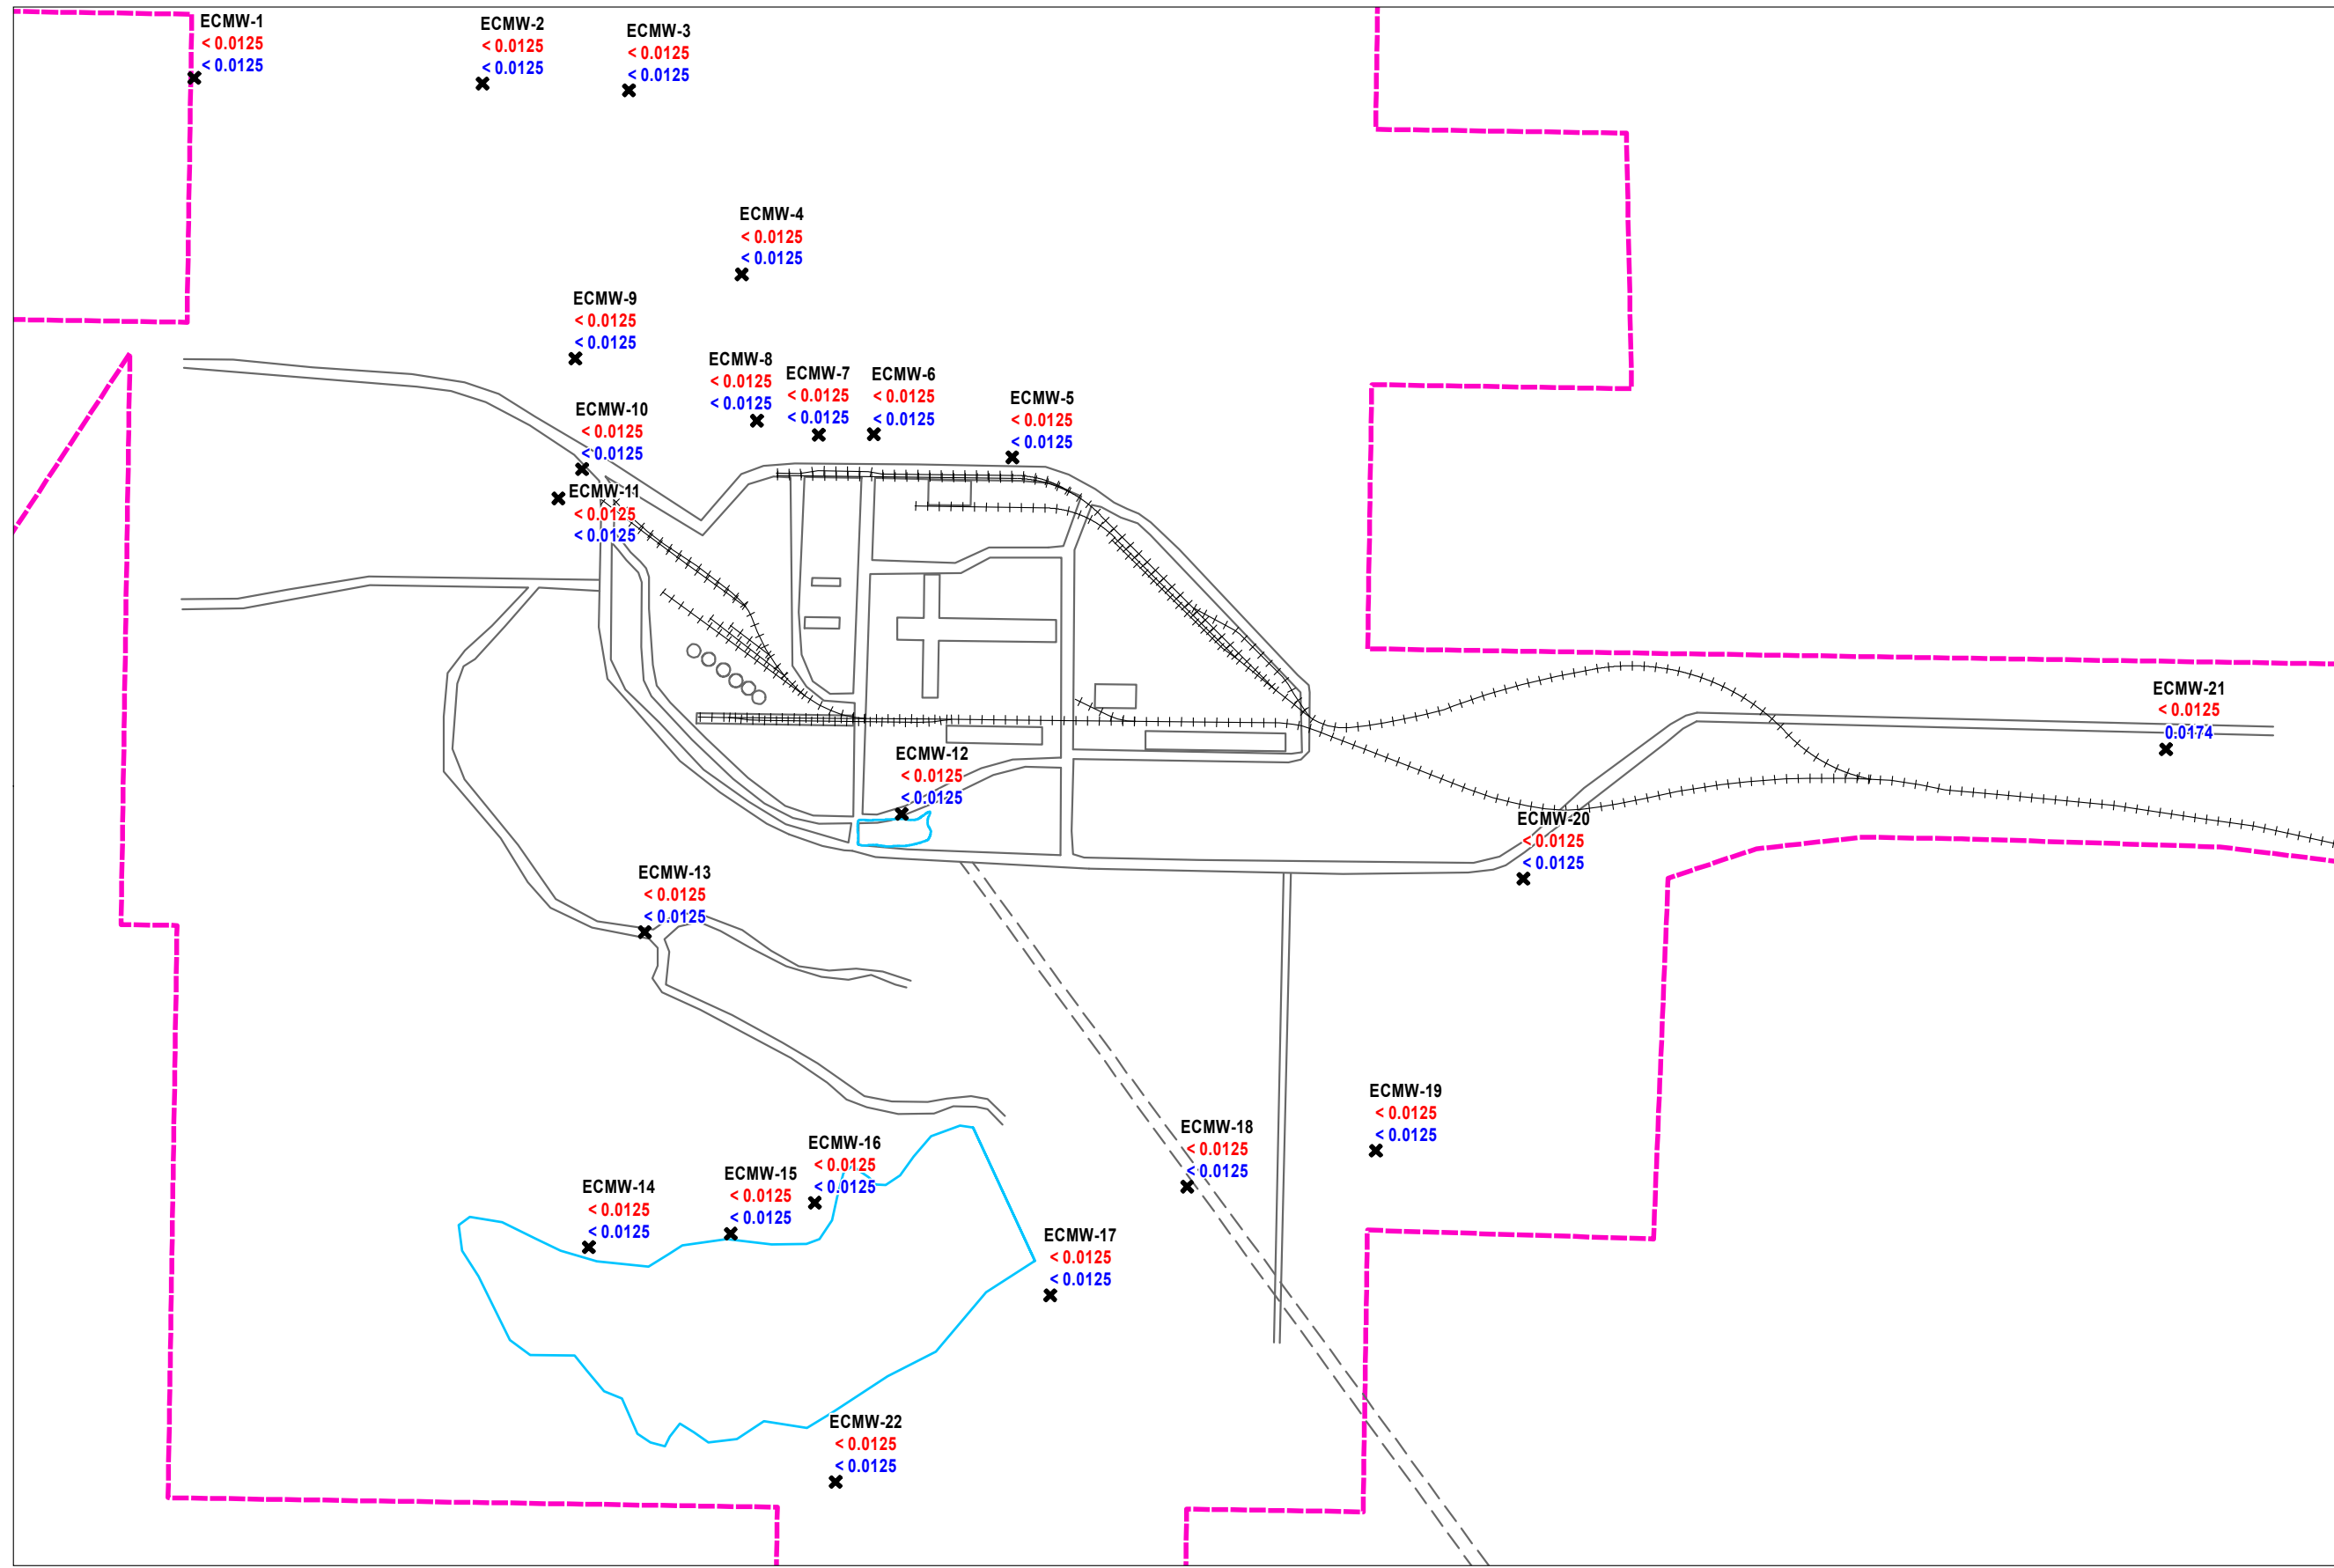 ECMW-1
< 0.0125
< 0.0125
ECMW-2
< 0.0125
< 0.0125
ECMW-3
< 0.0125
< 0.0125
ECMW-4
< 0.0125
< 0.0125
ECMW-9
< 0.0125
< 0.0125
ECMW-8
< 0.0125
< 0.0125
ECMW-7
< 0.0125
< 0.0125
ECMW-6
< 0.0125
< 0.0125
ECMW-5
< 0.0125
< 0.0125
ECMW-10
< 0.0125
< 0.0125
ECMW-11
< 0.0125
< 0.0125
ECMW-21
< 0.0125
0.0174
ECMW-12
< 0.0125
< 0.0125
ECMW-20
< 0.0125
< 0.0125
ECMW-13
< 0.0125
< 0.0125
ECMW-19
< 0.0125
< 0.0125
ECMW-18
< 0.0125
< 0.0125
ECMW-16
< 0.0125
< 0.0125
ECMW-15
< 0.0125
< 0.0125
ECMW-14
< 0.0125
< 0.0125
ECMW-17
< 0.0125
< 0.0125
ECMW-22
< 0.0125
< 0.0125